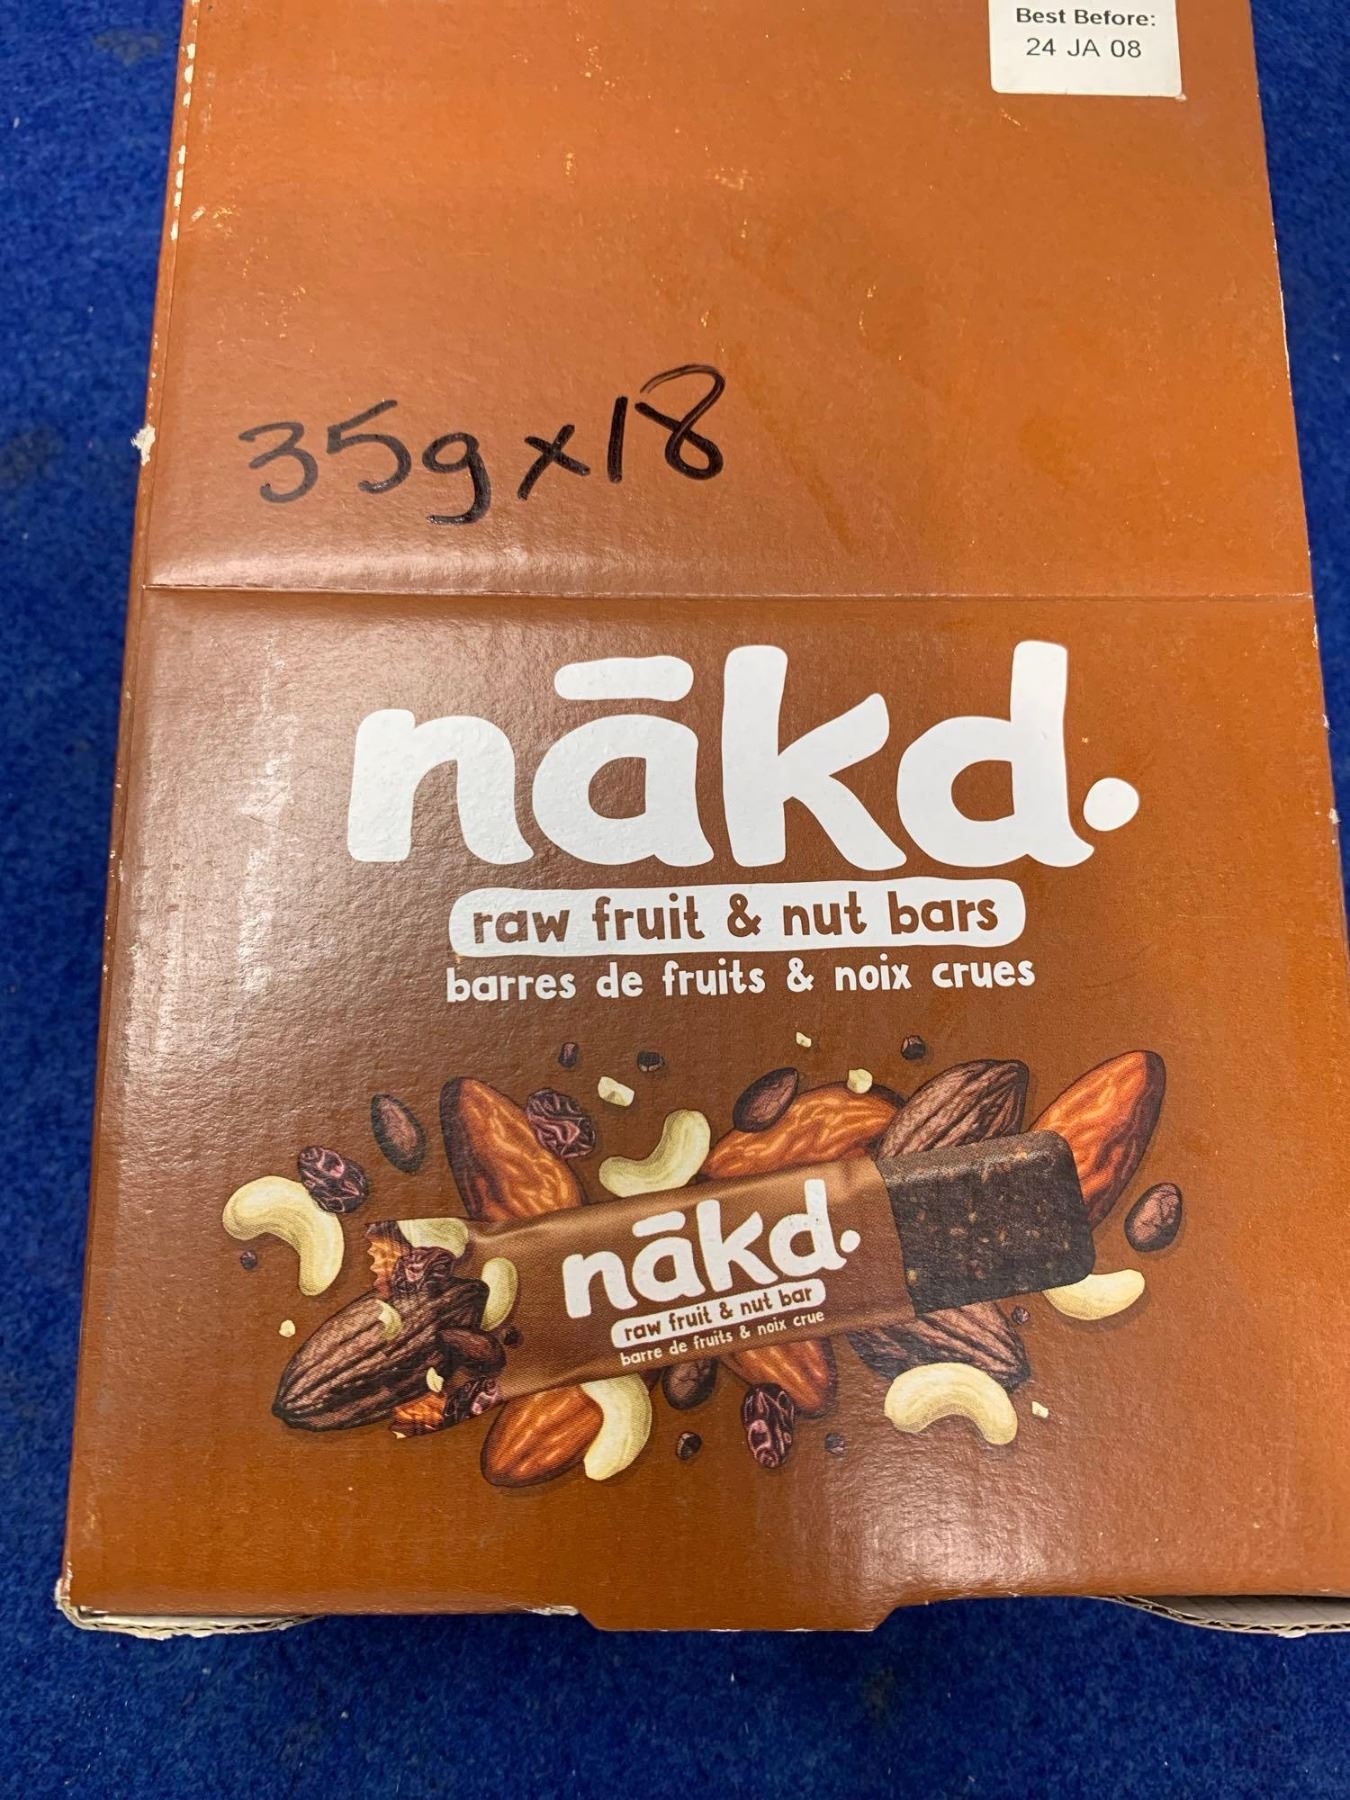 Best Before:
24 JA 08
35g x 18
nākd.
raw fruit & nut bars
barres de fruits & noix crues
nākd.
raw fruit & nut bar
barre de fruits & noix crue